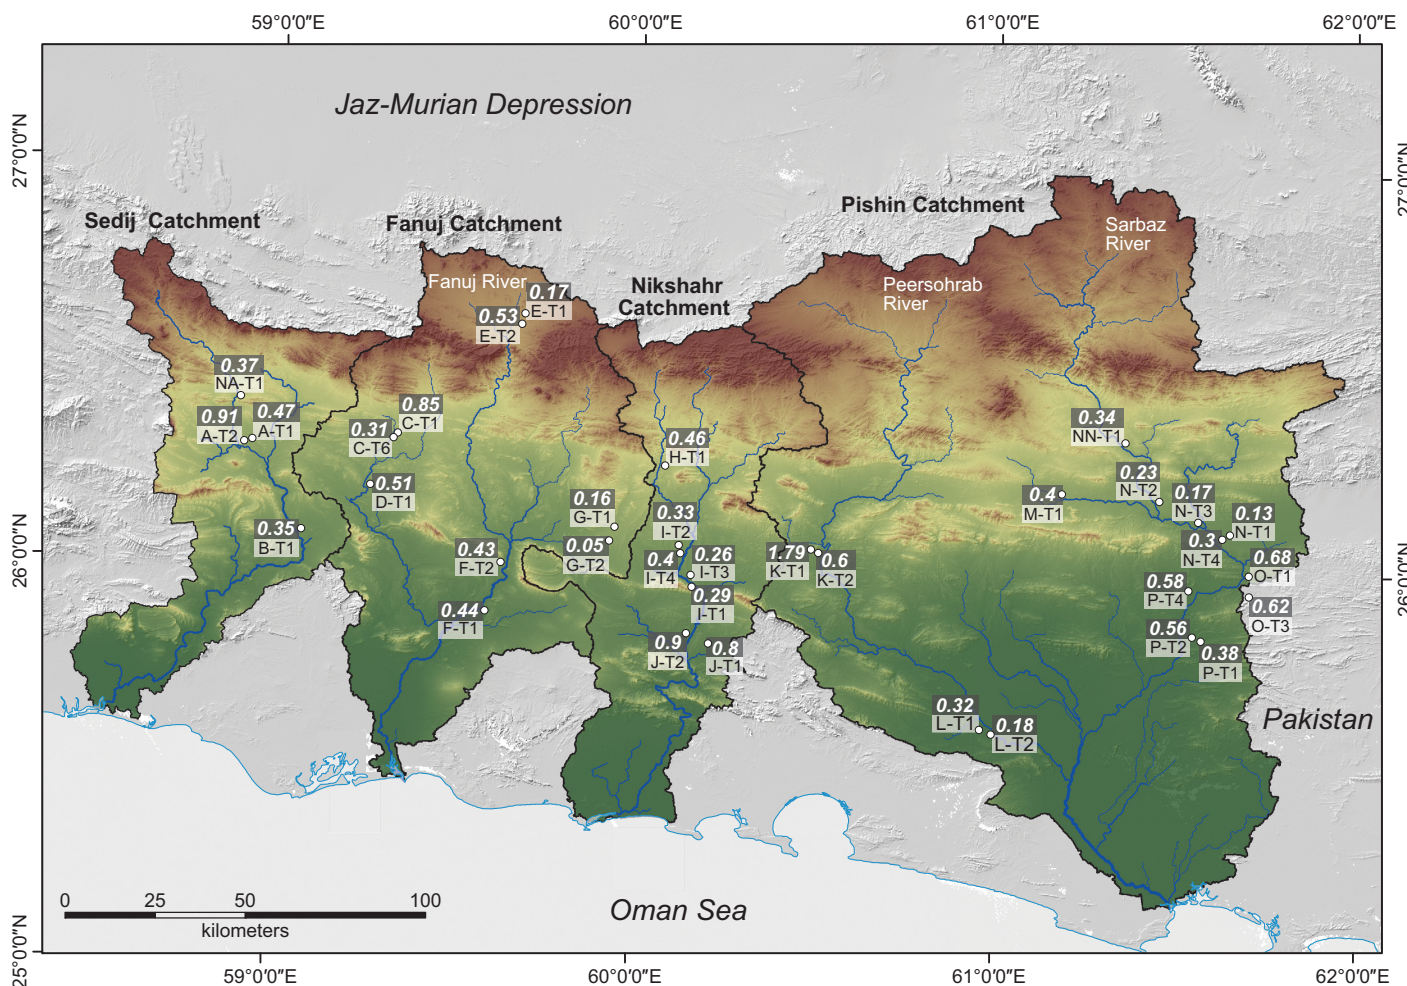 59°0′0″E
60°0′0″E
61°0′0″E
62°0′0″E
27°0′0″N
27°0′0″N
26°0′0″N
26°0′0″N
25°0′0″N
Jaz-Murian Depression
Sedij Catchment
Fanuj Catchment
Nikshahr
Catchment
Pishin Catchment
Sarbaz
River
Peersohrab
River
Fanuj River
0.17
E-T1
0.53
E-T2
0.37
NA-T1
0.91
A-T2
0.47
A-T1
0.85
C-T1
0.31
C-T6
0.51
D-T1
0.35
B-T1
0.46
H-T1
0.16
G-T1
0.05
G-T2
0.43
F-T2
0.44
F-T1
0.33
I-T2
0.4
I-T4
0.26
I-T3
0.29
I-T1
0.9
J-T2
0.8
J-T1
1.79
K-T1
0.6
K-T2
0.34
NN-T1
0.23
N-T2
0.4
M-T1
0.17
N-T3
0.13
N-T1
0.3
N-T4
0.68
O-T1
0.58
P-T4
0.62
O-T3
0.56
P-T2
0.38
P-T1
0.32
L-T1
0.18
L-T2
Pakistan
Oman Sea
0
25
50
100
kilometers
59°0′0″E
60°0′0″E
61°0′0″E
62°0′0″E